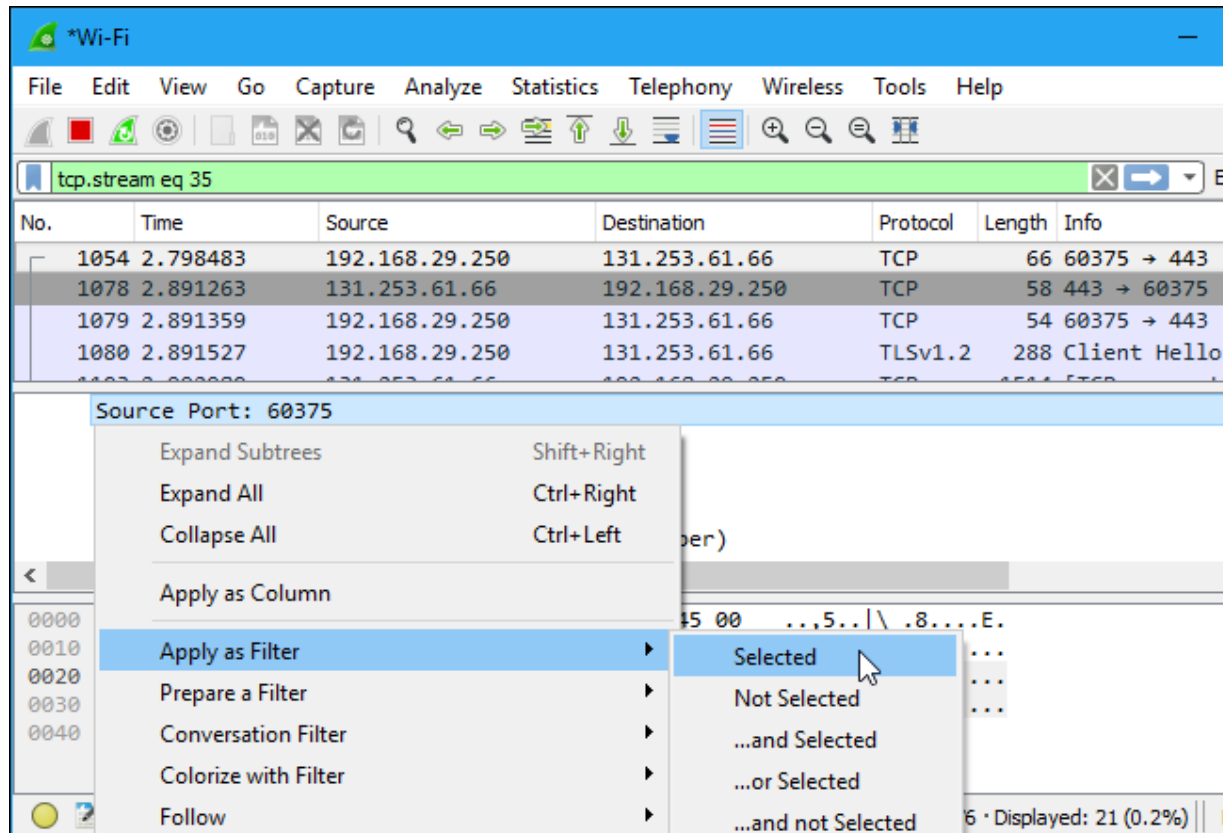 *Wi-Fi
File Edit View Go Capture Analyze Statistics Telephony Wireless Tools Help
tcp.stream eq 35
No. Time Source Destination Protocol Length Info
1054 2.798483 192.168.29.250 131.253.61.66 TCP 66 60375 → 443
1078 2.891263 131.253.61.66 192.168.29.250 TCP 58 443 → 60375
1079 2.891359 192.168.29.250 131.253.61.66 TCP 54 60375 → 443
1080 2.891527 192.168.29.250 131.253.61.66 TLSv1.2 288 Client Hello
Source Port: 60375
Expand Subtrees Shift+Right
Expand All Ctrl+Right
Collapse All Ctrl+Left
ber)
Apply as Column
0000 45 00 ..,5..|\ .8....E.
0010 Apply as Filter Selected ...
0020 ...
Prepare a Filter Not Selected
0030 ...
0040 Conversation Filter ...and Selected
Colorize with Filter ...or Selected
Follow ...and not Selected
Displayed: 21 (0.2%)